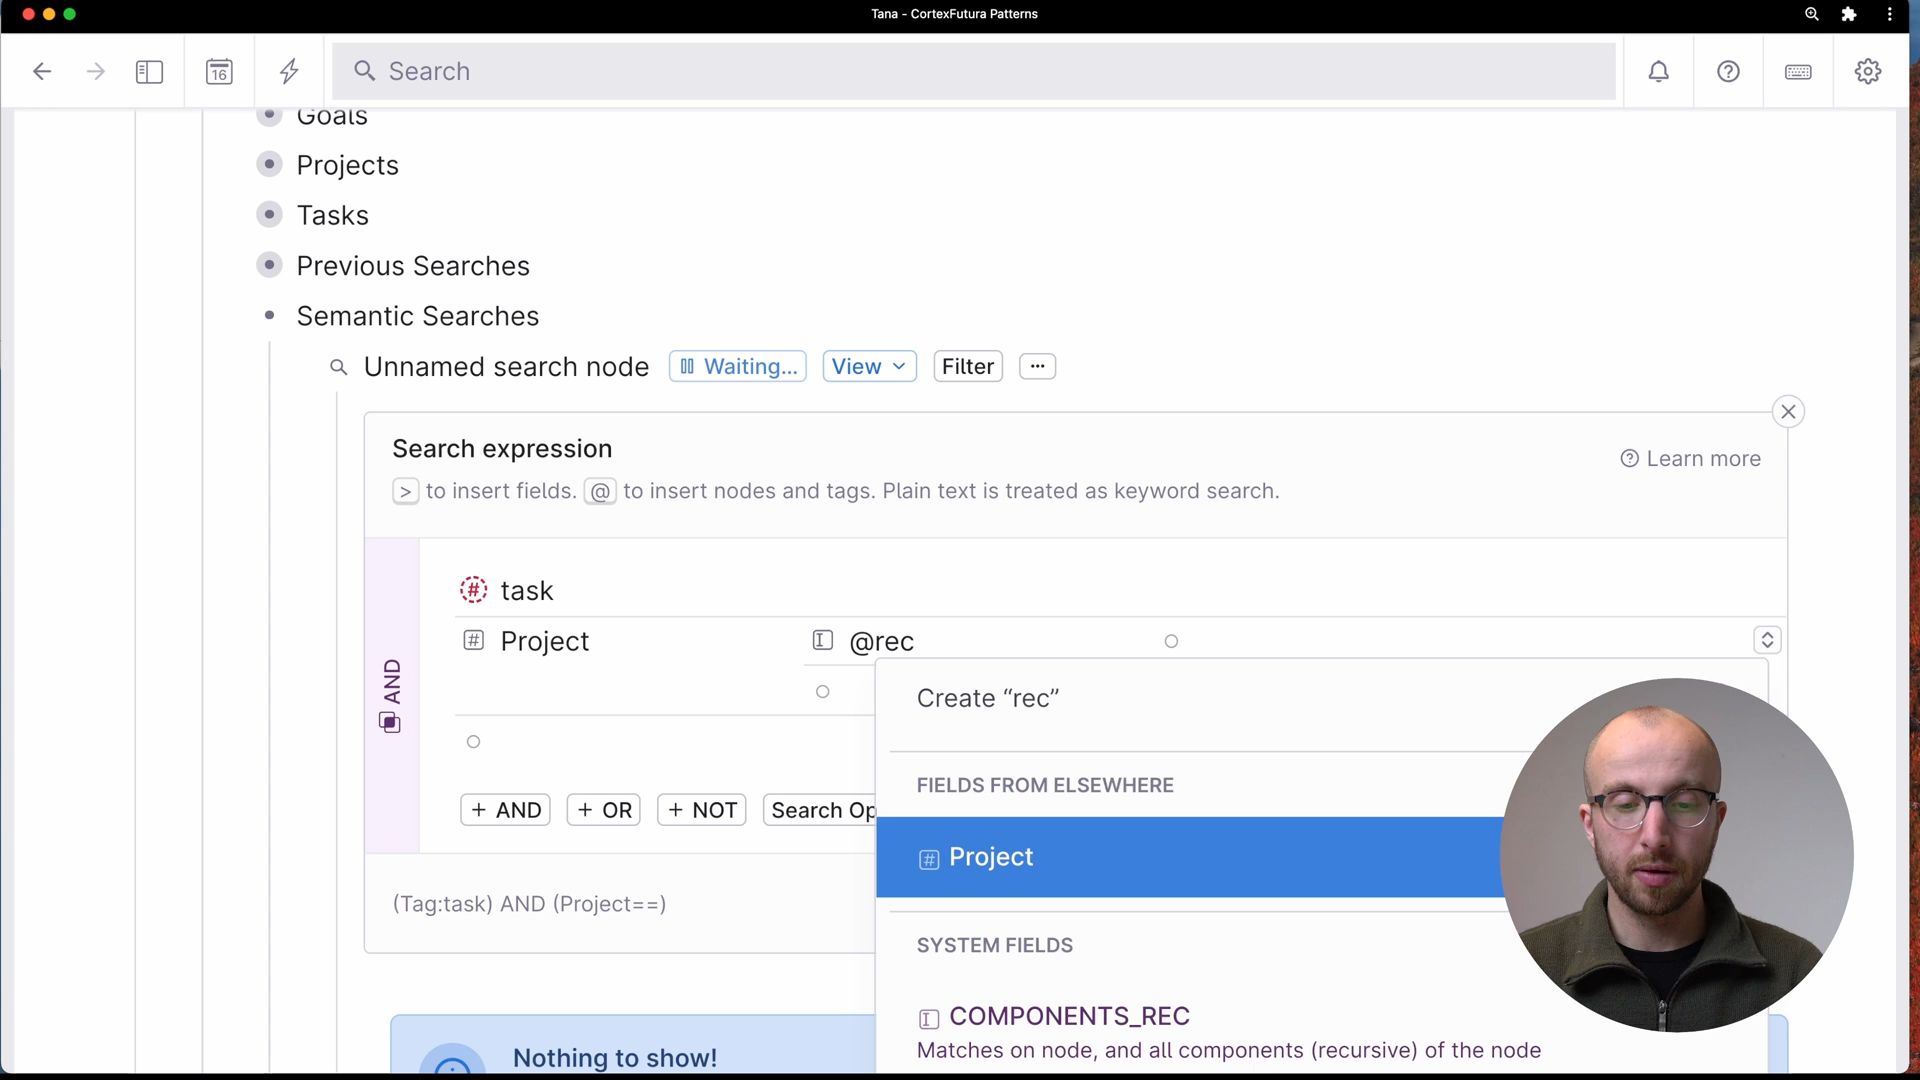 Tana - CortexFutura Patterns
16
Search
Goals
Projects
Tasks
Previous Searches
Semantic Searches
Unnamed search node
Waiting...
View
Filter
Search expression
Learn more
> to insert fields. @ to insert nodes and tags. Plain text is treated as keyword search.
# task
# Project
@rec
AND
Create “rec”
FIELDS FROM ELSEWHERE
+ AND
+ OR
+ NOT
Search Op
# Project
(Tag:task) AND (Project==)
SYSTEM FIELDS
COMPONENTS_REC
Matches on node, and all components (recursive) of the node
Nothing to show!